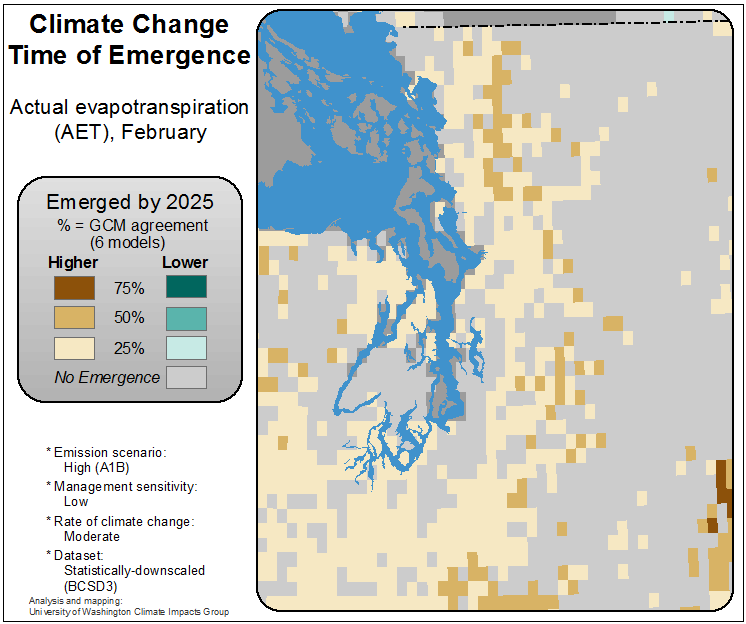 Climate Change
Time of Emergence
Actual evapotranspiration
(AET), February
Emerged by 2025
% = GCM agreement
(6 models)
Higher Lower
75%
50%
25%
No Emergence
* Emission scenario:
High (A1B)
* Management sensitivity:
Low
* Rate of climate change:
Moderate
* Dataset:
Statistically-downscaled
(BCSD3)
Analysis and mapping:
University of Washington Climate Impacts Group